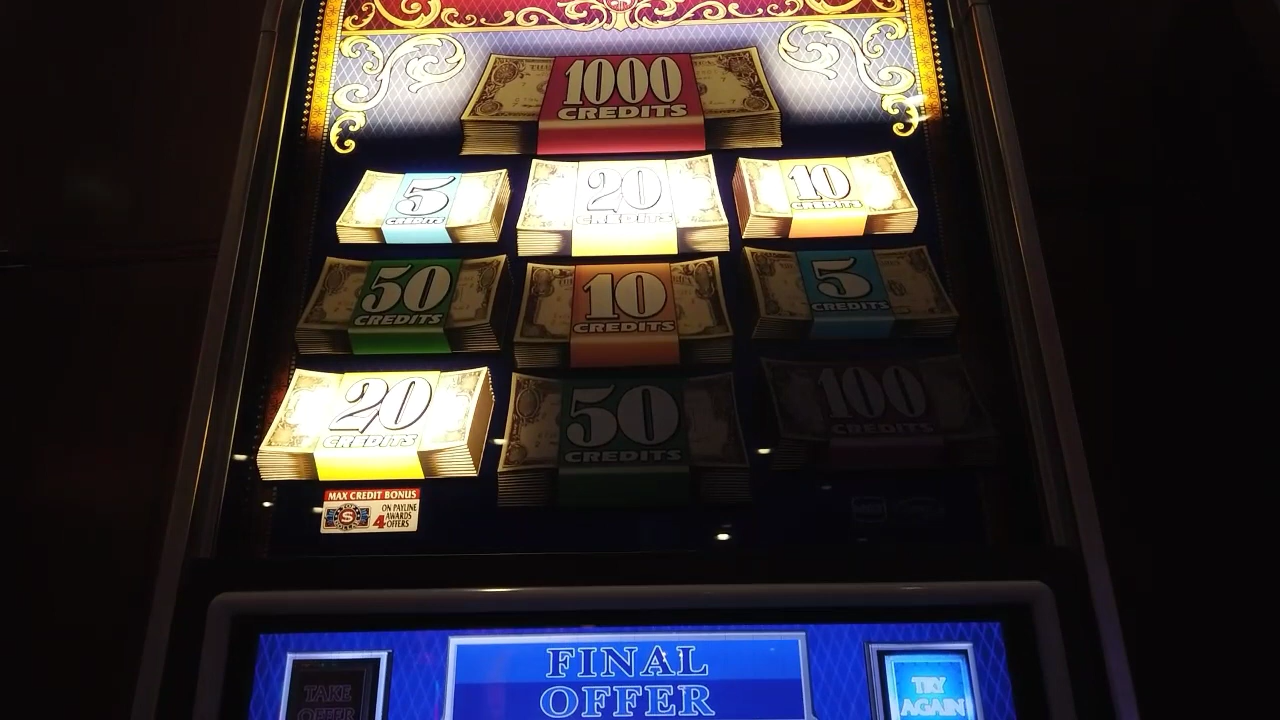 1000
CREDITS
5
CREDITS
20
CREDITS
10
CREDITS
50
CREDITS
10
CREDITS
5
CREDITS
20
CREDITS
50
CREDITS
100
CREDITS
MAX CREDIT BONUS
S
ON PAYLINE
AWARDS
4 OFFERS
FINAL
OFFER
TAKE
OFFER
TRY
AGAIN